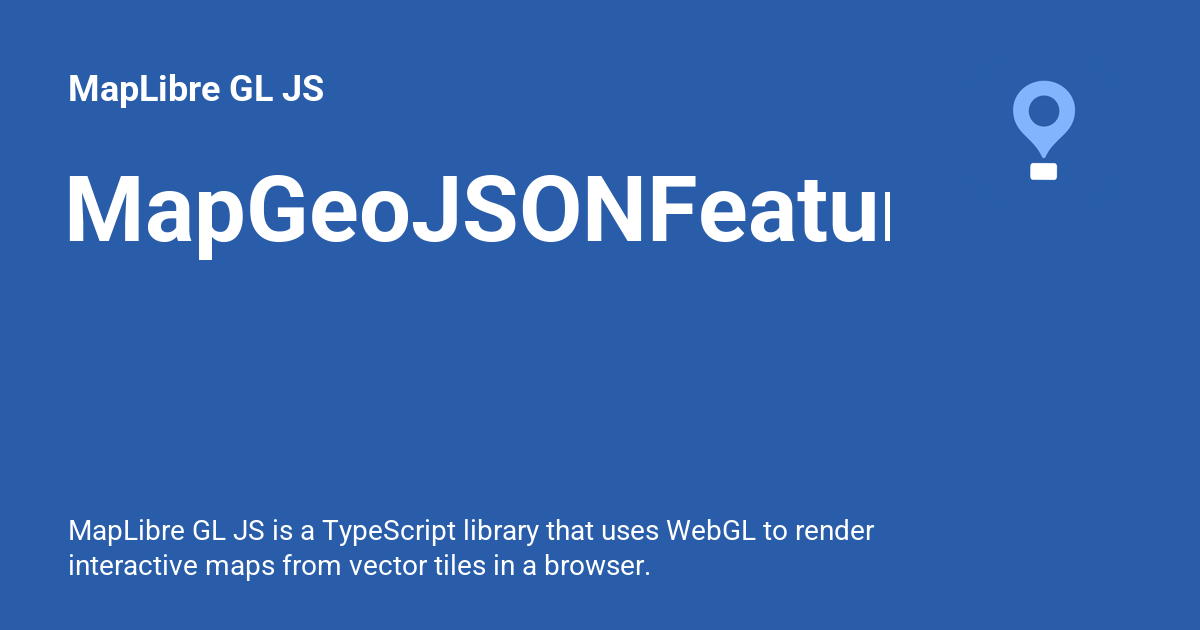 MapLibre GL JS
MapGeoJSONFeatu
MapLibre GL JS is a TypeScript library that uses WebGL to render
interactive maps from vector tiles in a browser.